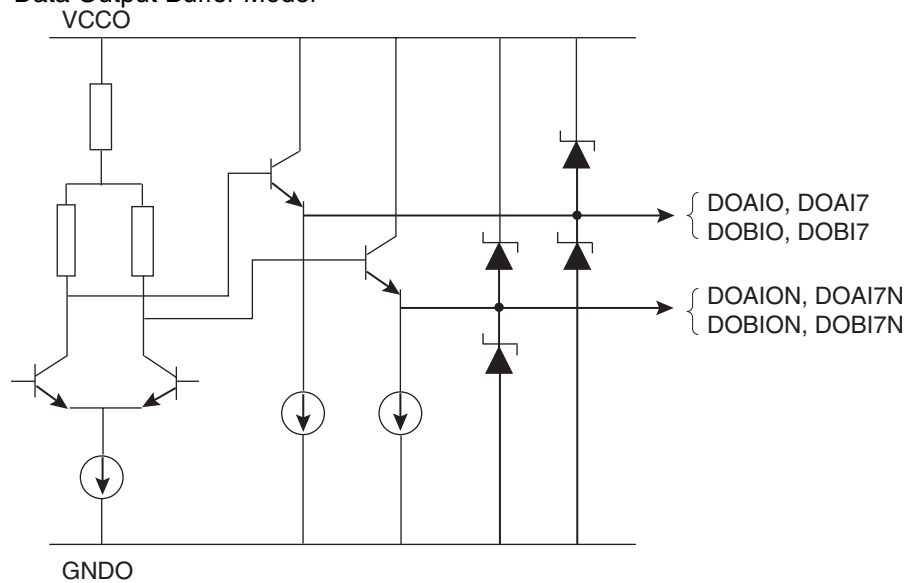 Data Output Buffer Model
VCCO
DOAIO, DOAI7
DOBIO, DOBI7
DOAION, DOAI7N
DOBION, DOBI7N
GNDO